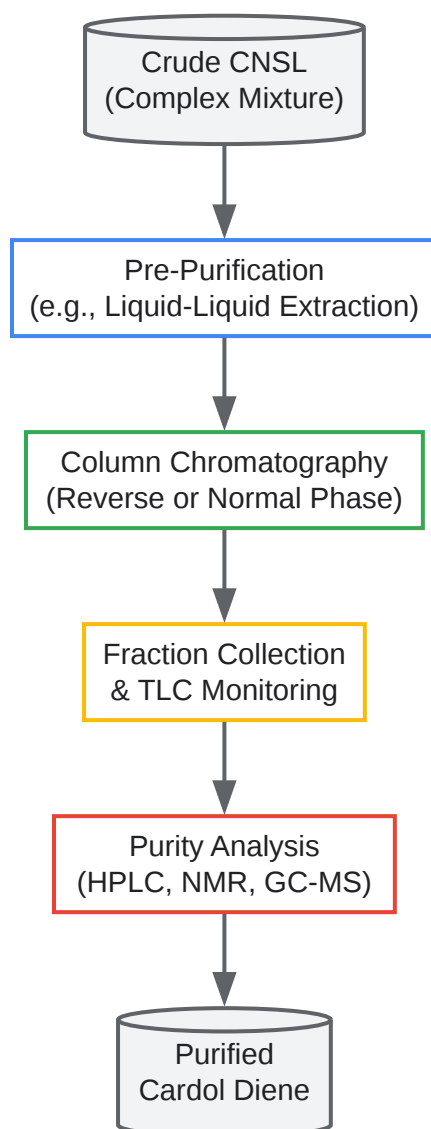 Crude CNSL
(Complex Mixture)
Pre-Purification
(e.g., Liquid-Liquid Extraction)
Column Chromatography
(Reverse or Normal Phase)
Fraction Collection
& TLC Monitoring
Purity Analysis
(HPLC, NMR, GC-MS)
Purified
Cardol Diene